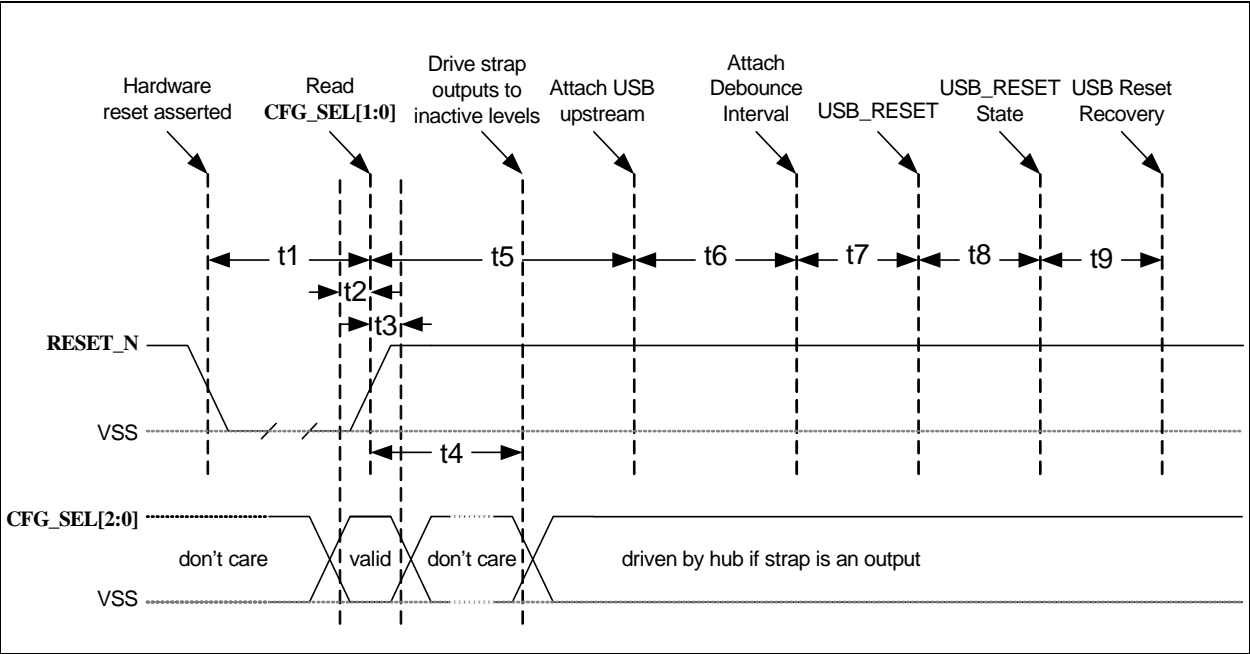 Hardware
reset asserted
Read
CFG_SEL[1:0]
Drive strap
outputs to
inactive levels
Attach USB
upstream
Attach
Debounce
Interval
USB_RESET
USB_RESET
State
USB Reset
Recovery
t1
t5
t6
t7
t8
t9
t2
t3
RESET_N
VSS
t4
CFG_SEL[2:0]
don't care
valid
don't care
driven by hub if strap is an output
VSS